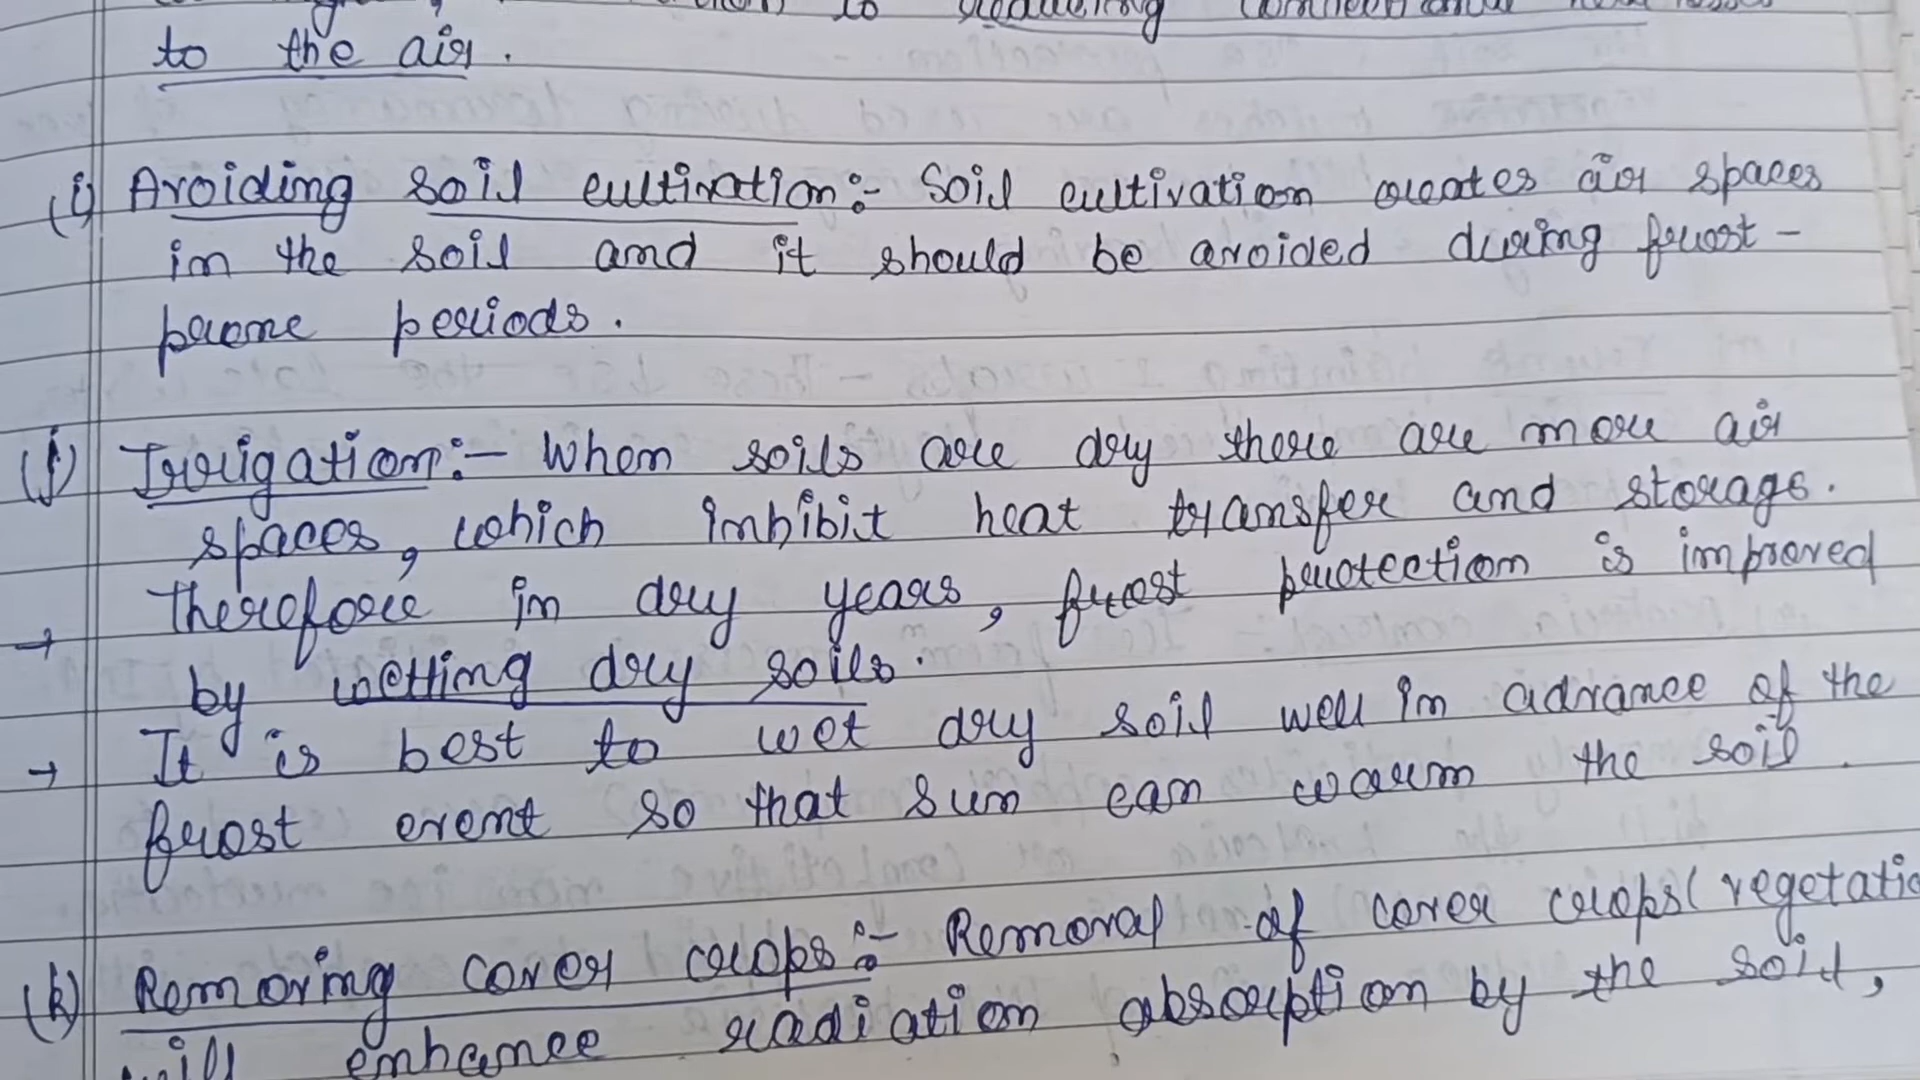 to reducing
to the air.
(i) Avoiding soil cultivation:- Soil cultivation creates air spaces
in the soil and it should be avoided during frost-
prone periods.
(j) Irrigation:- When soils are dry there are more air
spaces, which inhibit heat transfer and storage.
→ therefore in dry years, frost protection is improved
by wetting dry soils.
→ It is best to wet dry soil well in advance of the
frost event so that sun can warm the soil.
(k) Removing cover crops:- Removal of cover crops (vegetatio
will enhance radiation absorption by the soil,